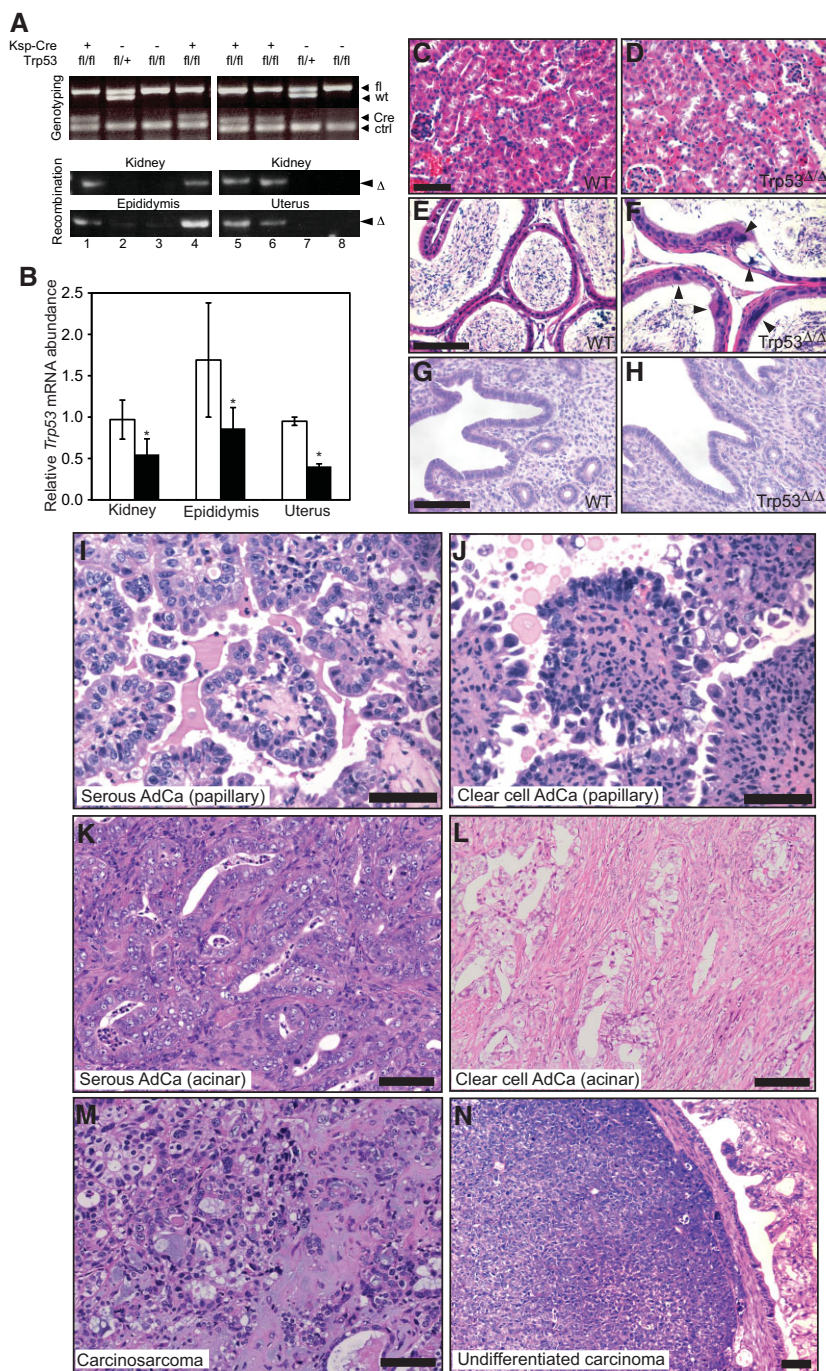 A
Ksp-Cre + - - + + + - -
Trp53 fl/fl fl/+ fl/fl fl/fl fl/fl fl/fl fl/+ fl/fl
Genotyping
fl
wt
Cre
ctrl
Recombination
Kidney Kidney
Δ
Epididymis Uterus
Δ
1 2 3 4 5 6 7 8
B
Relative Trp53 mRNA abundance
2.5
2.0
1.5
1.0
0.5
0.0
* * *
Kidney Epididymis Uterus
C
WT
D
Trp53Δ/Δ
E
WT
F
Trp53Δ/Δ
G
WT
H
Trp53Δ/Δ
I
Serous AdCa (papillary)
J
Clear cell AdCa (papillary)
K
Serous AdCa (acinar)
L
Clear cell AdCa (acinar)
M
Carcinosarcoma
N
Undifferentiated carcinoma